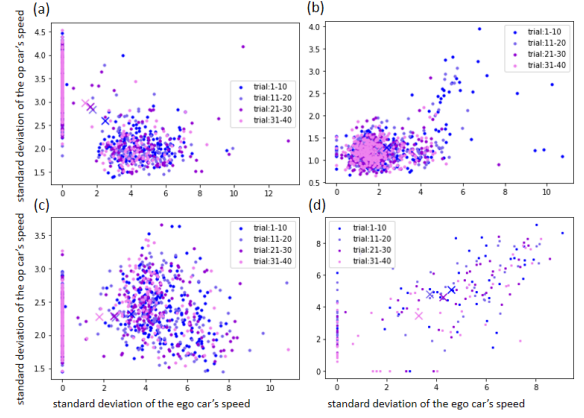 (a)
(b)
standard deviation of the op car's speed
4.5
4.0
3.5
3.0
2.5
2.0
1.5
trial:1-10
trial:11-20
trial:21-30
trial:31-40
0 2 4 6 8 10 12
4.0
3.5
3.0
2.5
2.0
1.5
1.0
0.5
trial:1-10
trial:11-20
trial:21-30
trial:31-40
0 2 4 6 8 10
(c)
(d)
standard deviation of the op car's speed
3.5
3.0
2.5
2.0
1.5
trial:1-10
trial:11-20
trial:21-30
trial:31-40
0 2 4 6 8 10
8
6
4
2
0
trial:1-10
trial:11-20
trial:21-30
trial:31-40
0 2 4 6 8
standard deviation of the ego car's speed
standard deviation of the ego car's speed